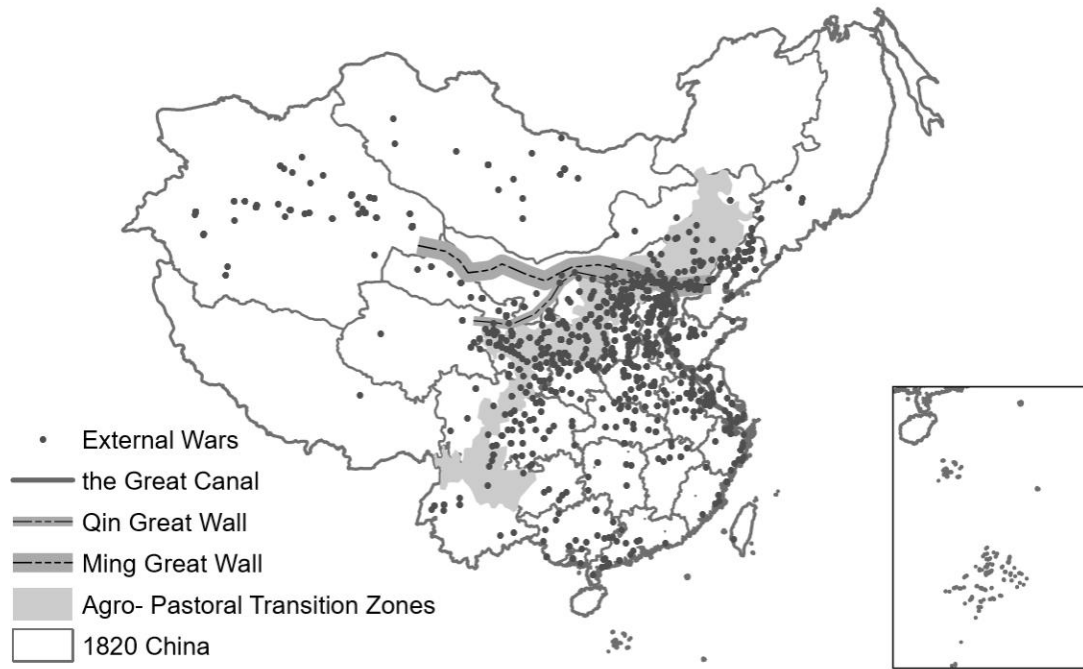 External Wars
the Great Canal
Qin Great Wall
Ming Great Wall
Agro- Pastoral Transition Zones
1820 China